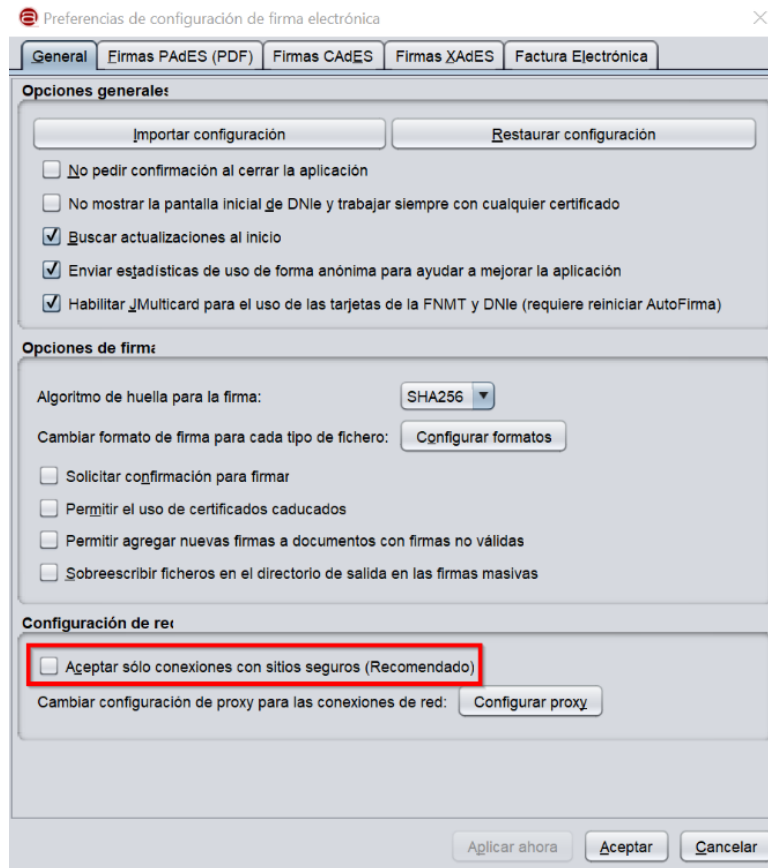 Preferencias de configuración de firma electrónica
General Firmas PAdES (PDF) Firmas CAdES Firmas XAdES Factura Electrónica
Opciones generales
Importar configuración Restaurar configuración
No pedir confirmación al cerrar la aplicación
No mostrar la pantalla inicial de DNIe y trabajar siempre con cualquier certificado
Buscar actualizaciones al inicio
Enviar estadísticas de uso de forma anónima para ayudar a mejorar la aplicación
Habilitar JMulticard para el uso de las tarjetas de la FNMT y DNIe (requiere reiniciar AutoFirma)
Opciones de firma
Algoritmo de huella para la firma: SHA256
Cambiar formato de firma para cada tipo de fichero: Configurar formatos
Solicitar confirmación para firmar
Permitir el uso de certificados caducados
Permitir agregar nuevas firmas a documentos con firmas no válidas
Sobreescribir ficheros en el directorio de salida en las firmas masivas
Configuración de red
Aceptar sólo conexiones con sitios seguros (Recomendado)
Cambiar configuración de proxy para las conexiones de red: Configurar proxy
Aplicar ahora Aceptar Cancelar